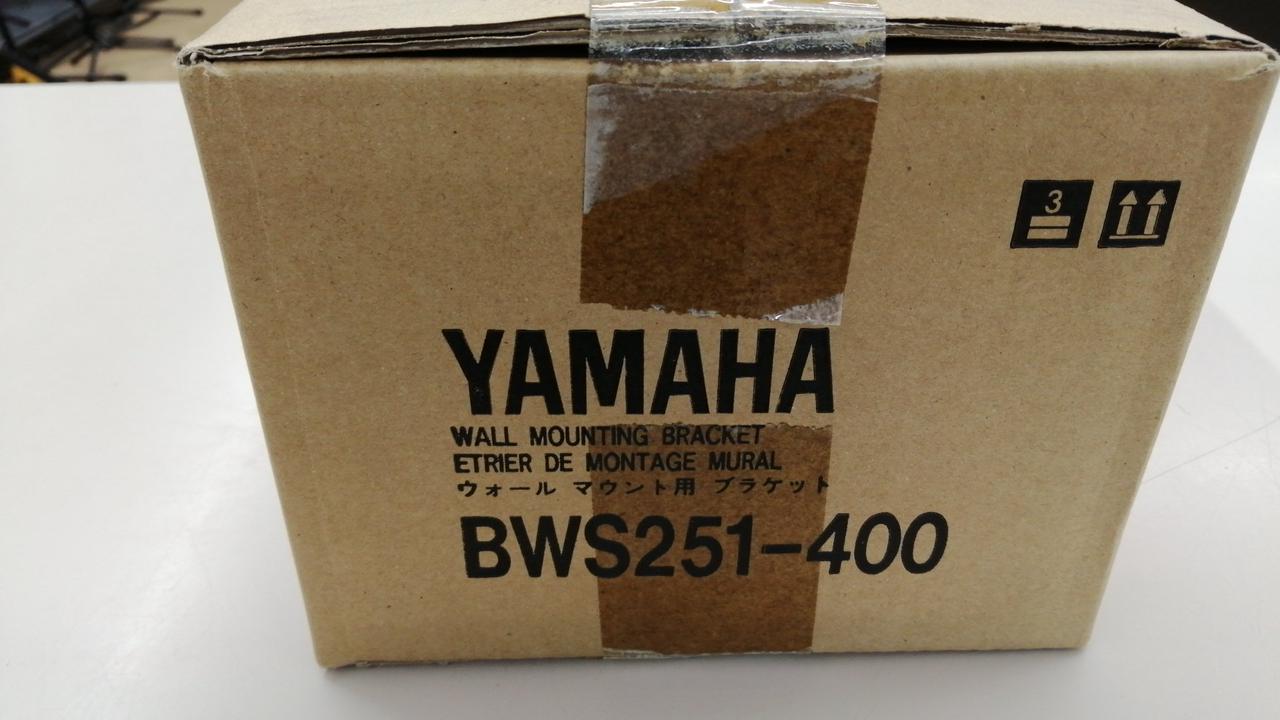 3
YAMAHA
WALL MOUNTING BRACKET
ETRIER DE MONTAGE MURAL
ウォール マウント用 ブラケット
BWS251-400